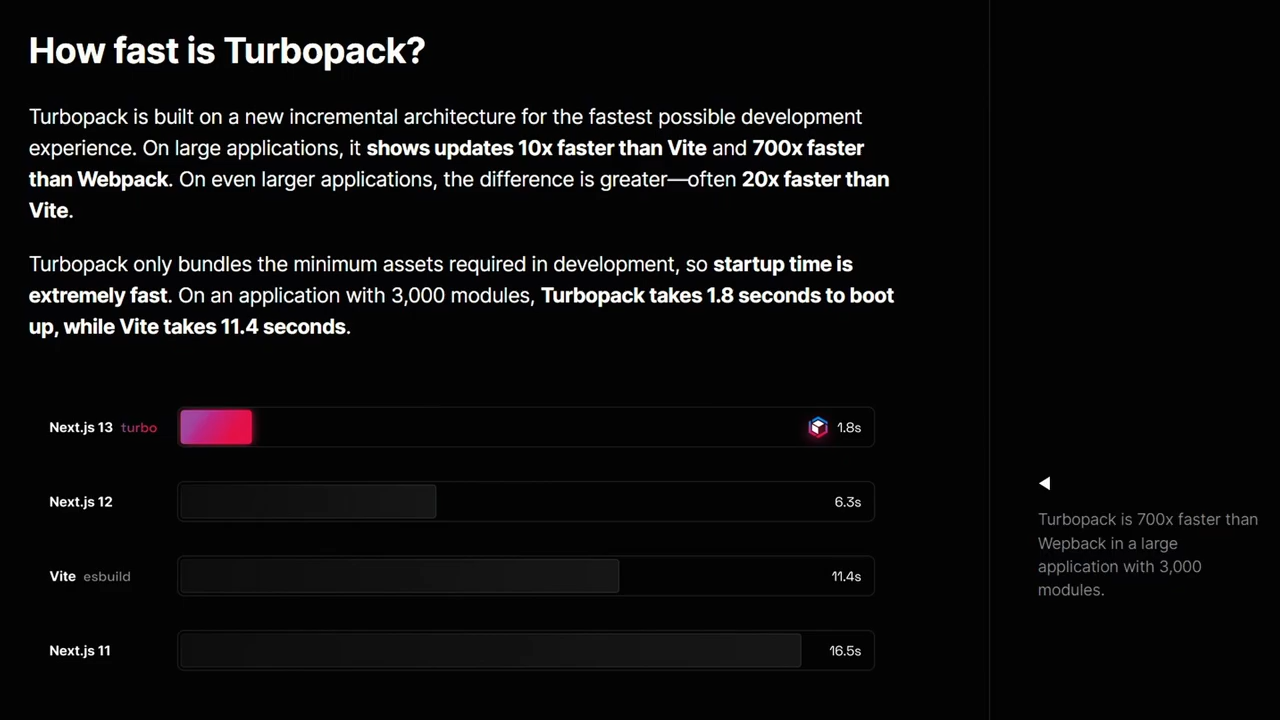 How fast is Turbopack?
Turbopack is built on a new incremental architecture for the fastest possible development
experience. On large applications, it shows updates 10x faster than Vite and 700x faster
than Webpack. On even larger applications, the difference is greater—often 20x faster than
Vite.
Turbopack only bundles the minimum assets required in development, so startup time is
extremely fast. On an application with 3,000 modules, Turbopack takes 1.8 seconds to boot
up, while Vite takes 11.4 seconds.
Next.js 13 turbo 1.8s
Next.js 12 6.3s
Vite esbuild 11.4s
Next.js 11 16.5s
Turbopack is 700x faster than
Wepback in a large
application with 3,000
modules.